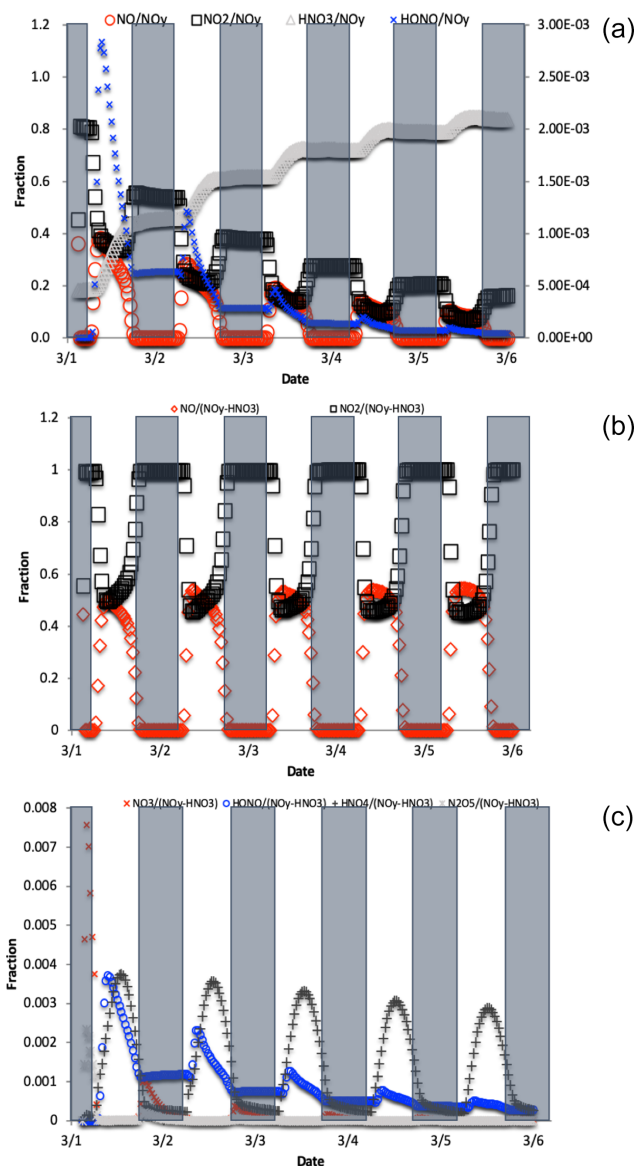 NO/NOy NO2/NOy HNO3/NOy HONO/NOy
(a)
1.2 3.00E-03
1.0 2.50E-03
0.8 2.00E-03
0.6 1.50E-03
0.4 1.00E-03
0.2 5.00E-04
0.0 0.00E+00
Fraction
3/1 3/2 3/3 3/4 3/5 3/6
Date
NO/(NOy-HNO3) NO2/(NOy-HNO3)
(b)
1.2
1
0.8
0.6
0.4
0.2
0
Fraction
3/1 3/2 3/3 3/4 3/5 3/6
Date
(c)
0.008
NO3/(NOy-HNO3) HONO/(NOy-HNO3) HNO4/(NOy-HNO3) N2O5/(NOy-HNO3)
0.007
0.006
0.005
0.004
0.003
0.002
0.001
0
Fraction
3/1 3/2 3/3 3/4 3/5 3/6
Date